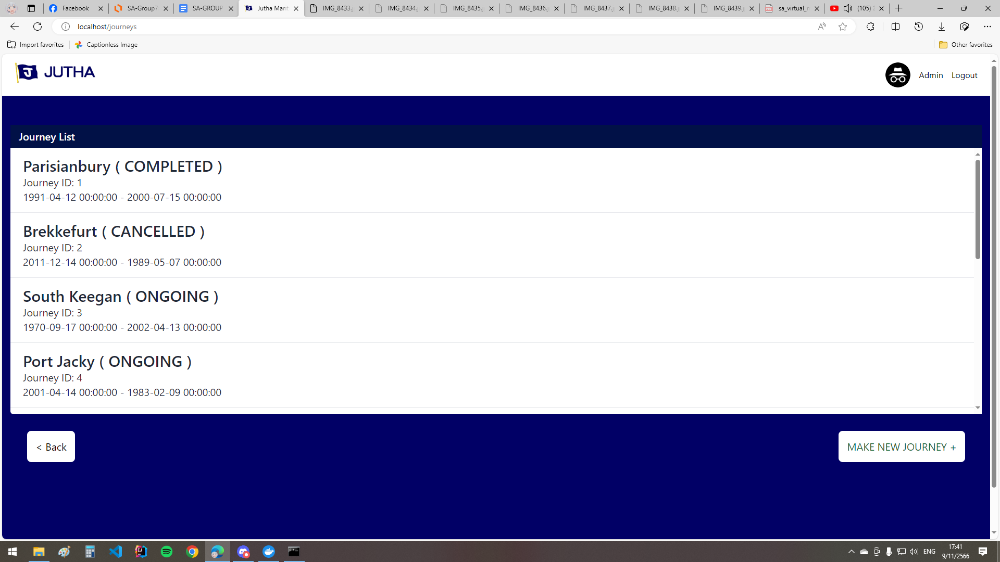 Facebook
SA-Group7
SA-GROUP
Jutha Marit
IMG_8433.j
IMG_8434.j
IMG_8435.j
IMG_8436.j
IMG_8437.j
IMG_8438.j
IMG_8439.j
sa_virtual_n
(105)
localhost/journeys
Import favorites
Captionless Image
Other favorites
JUTHA
Admin
Logout
Journey List
Parisianbury ( COMPLETED )
Journey ID: 1
1991-04-12 00:00:00 - 2000-07-15 00:00:00
Brekkefurt ( CANCELLED )
Journey ID: 2
2011-12-14 00:00:00 - 1989-05-07 00:00:00
South Keegan ( ONGOING )
Journey ID: 3
1970-09-17 00:00:00 - 2002-04-13 00:00:00
Port Jacky ( ONGOING )
Journey ID: 4
2001-04-14 00:00:00 - 1983-02-09 00:00:00
< Back
MAKE NEW JOURNEY +
ENG
17:41
9/11/2566